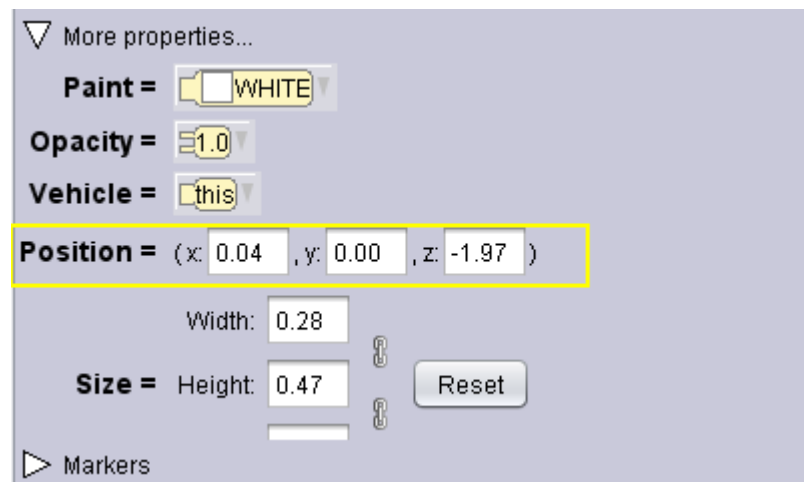 More properties...
Paint = WHITE
Opacity = 1.0
Vehicle = this
Position = (x: 0.04 , y: 0.00 , z: -1.97 )
Width: 0.28
Size = Height: 0.47 Reset
Markers